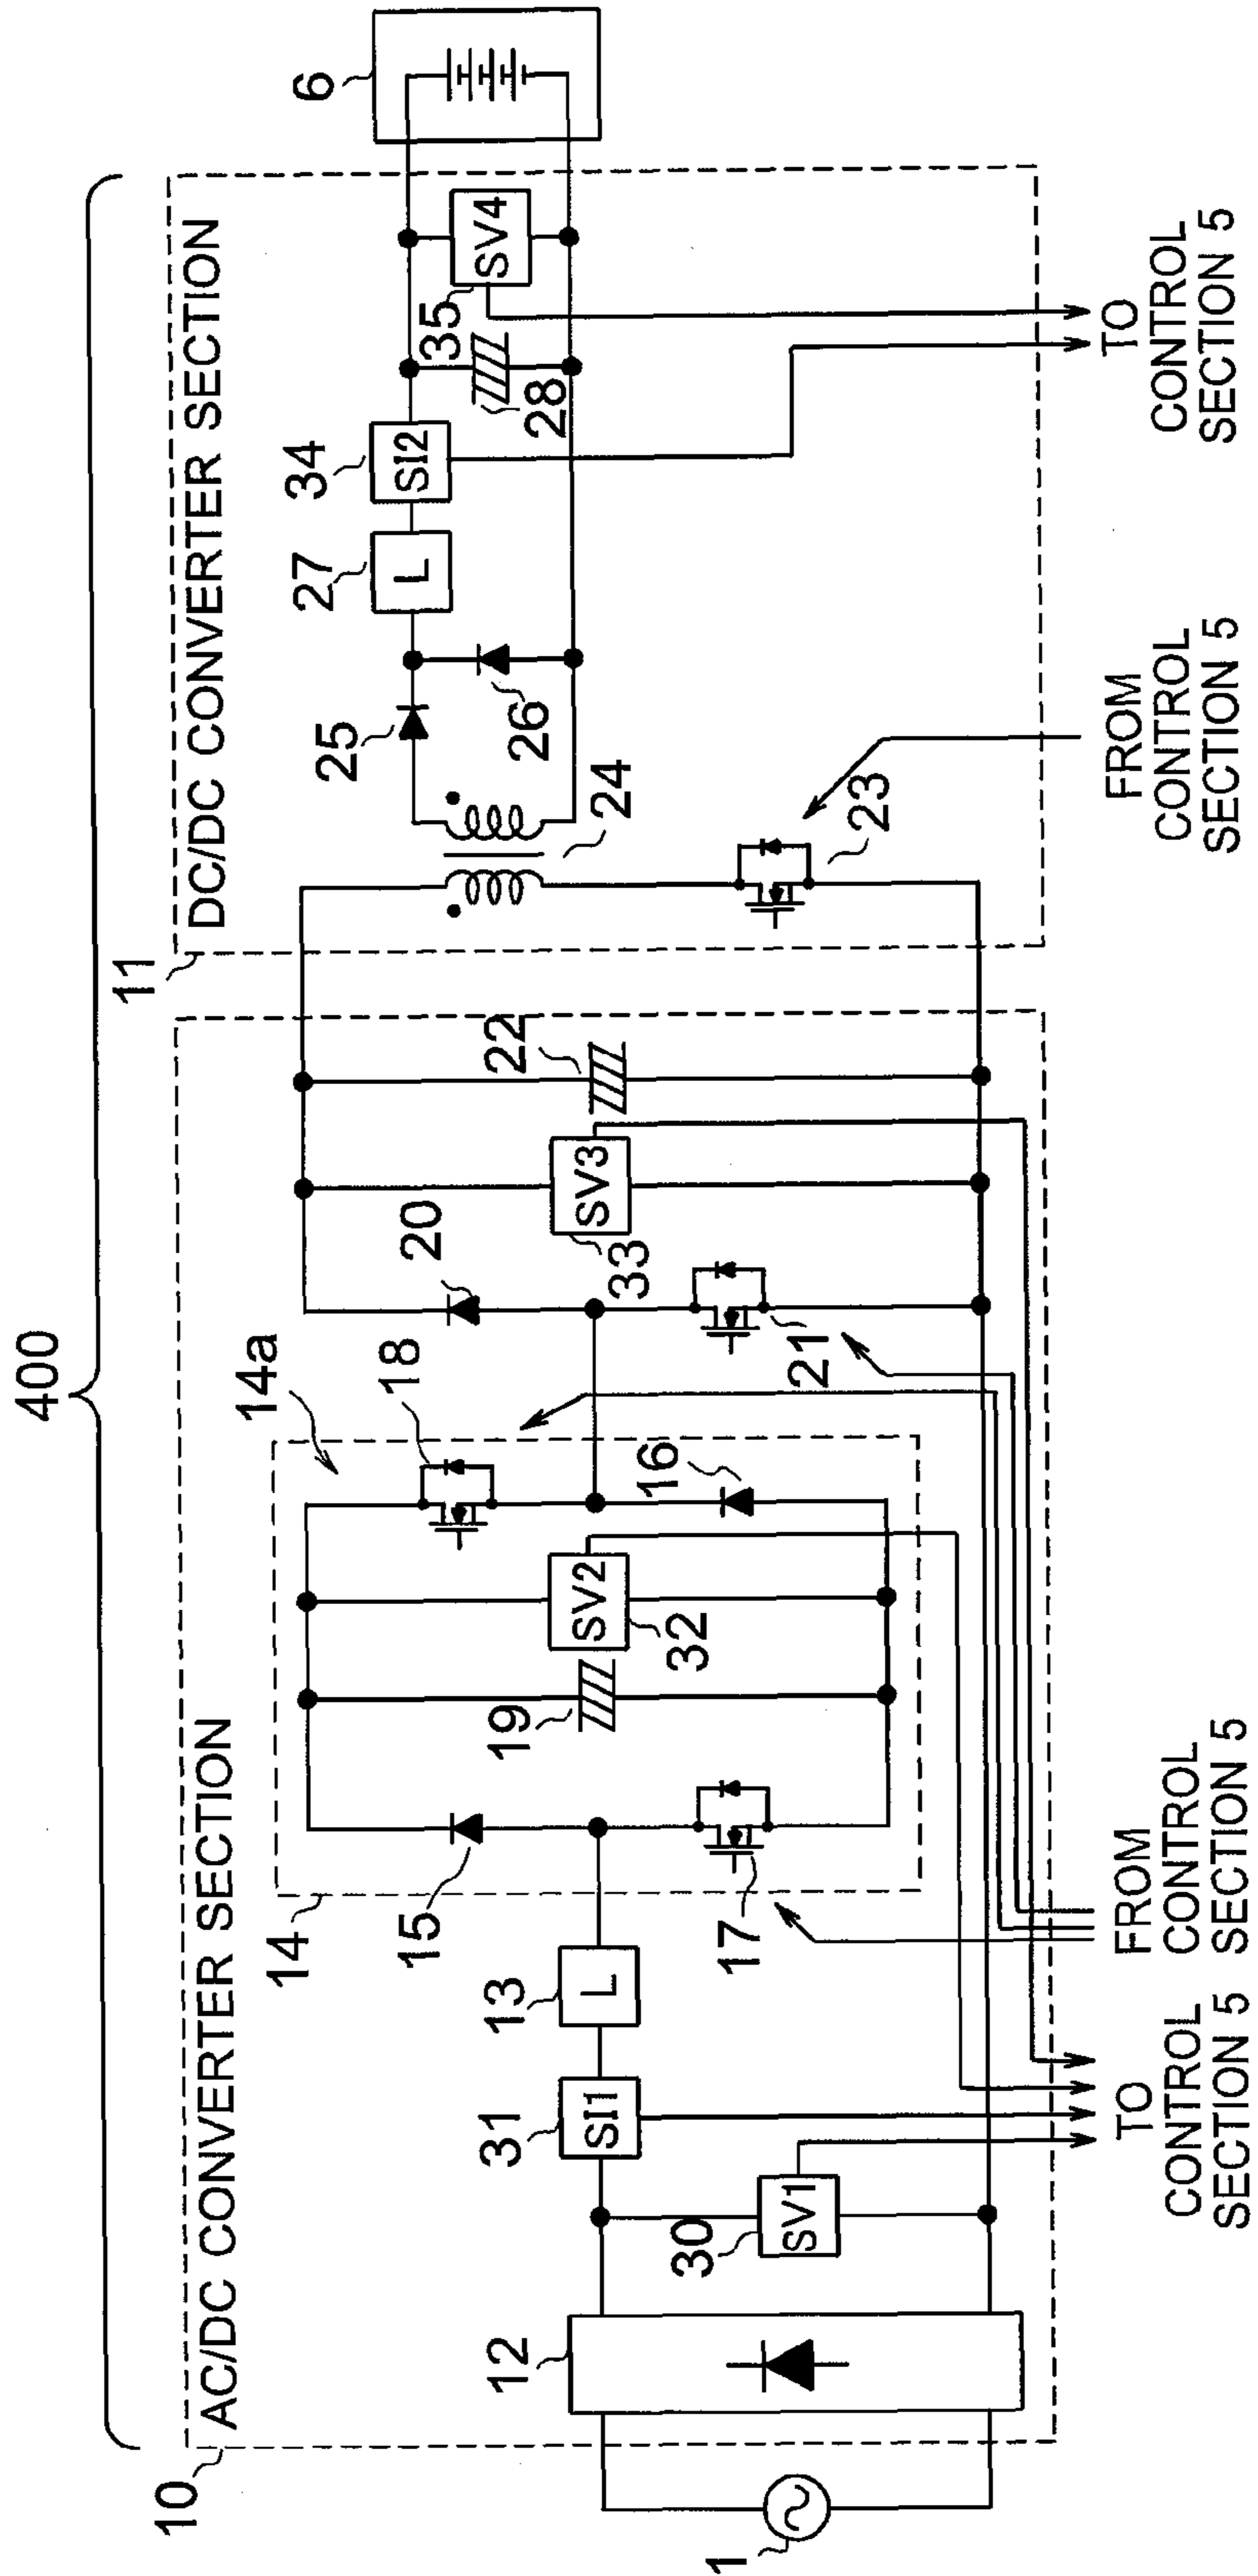 400
10
AC/DC CONVERTER SECTION
11
DC/DC CONVERTER SECTION
1
12
30
SV1
31
SI1
13
L
14
14a
15
17
19
SV2
32
18
16
20
21
SV3
33
22
24
23
25
26
27
L
34
SI2
28
35
SV4
6
TO
CONTROL
SECTION 5
FROM
CONTROL
SECTION 5
FROM
CONTROL
SECTION 5
TO
CONTROL
SECTION 5